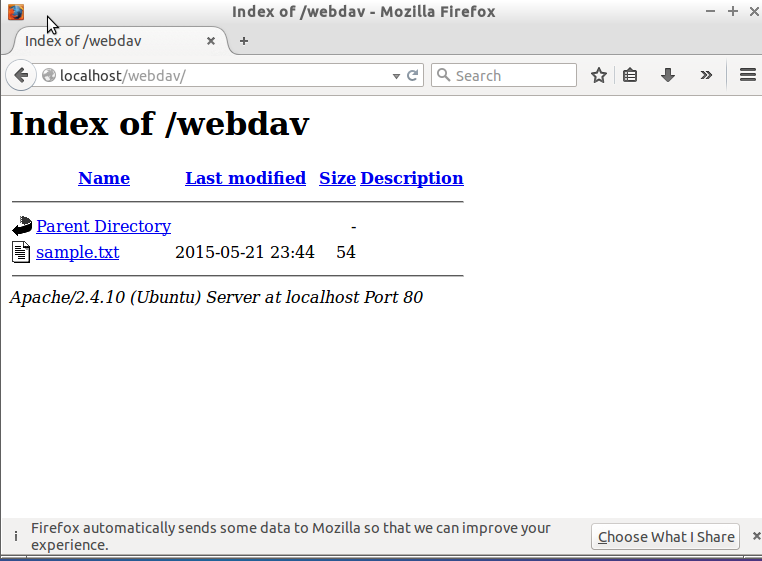 Index of /webdav - Mozilla Firefox
Index of /webdav
localhost/webdav/
Search
Index of /webdav
Name Last modified Size Description
Parent Directory -
sample.txt 2015-05-21 23:44 54
Apache/2.4.10 (Ubuntu) Server at localhost Port 80
Firefox automatically sends some data to Mozilla so that we can improve your
experience.
Choose What I Share